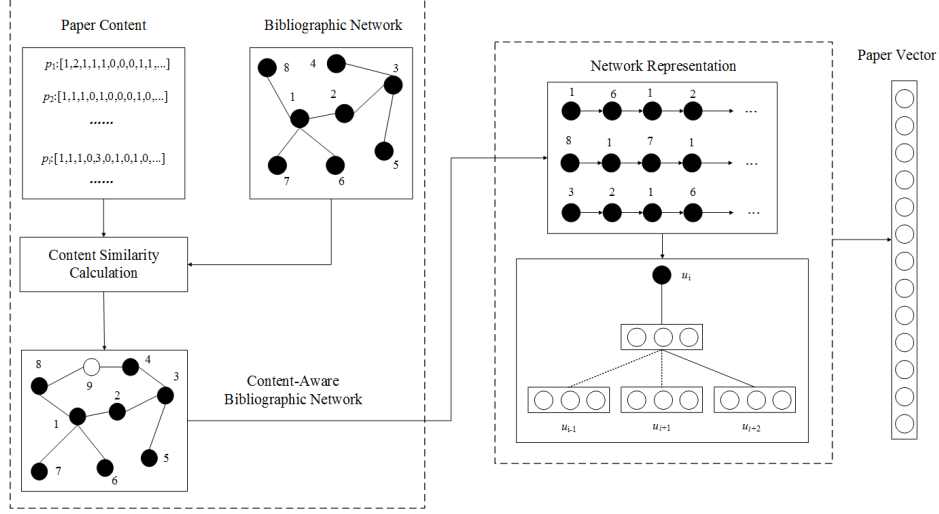 Paper Content
p1:[1,2,1,1,1,0,0,0,1,1,...]
p2:[1,1,1,0,1,0,0,0,1,0,...]
......
pi:[1,1,1,0,3,0,1,0,1,0,...]
......
Bibliographic Network
8
4
3
1
2
7
6
5
Content Similarity
Calculation
8
9
4
3
2
1
7
6
5
Content-Aware
Bibliographic Network
Network Representation
1 6 1 2
...
8 1 7 1
...
3 2 1 6
...
ui
ui-1
ui+1
ui+2
Paper Vector